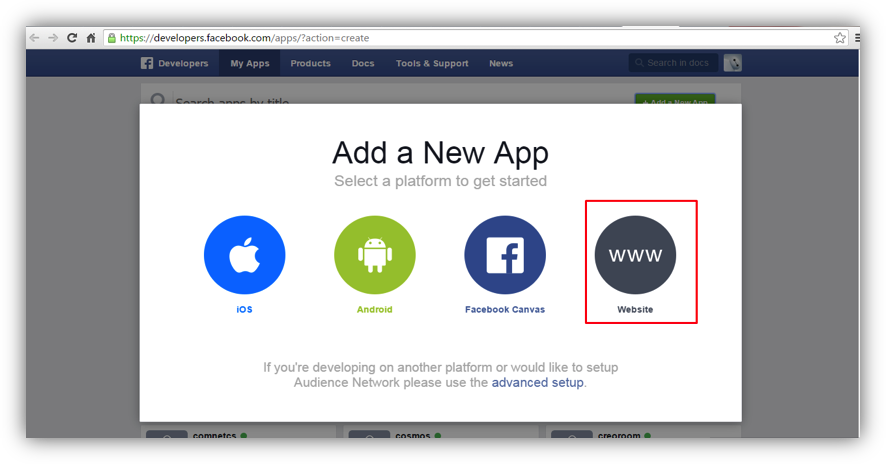 https://developers.facebook.com/apps/?action=create
Developers My Apps Products Docs Tools & Support News Search in docs
Search apps by title
+ Add a New App
Add a New App
Select a platform to get started
WWW
iOS Android Facebook Canvas Website
If you're developing on another platform or would like to setup
Audience Network please use the advanced setup.
competcs cosmos creoroom